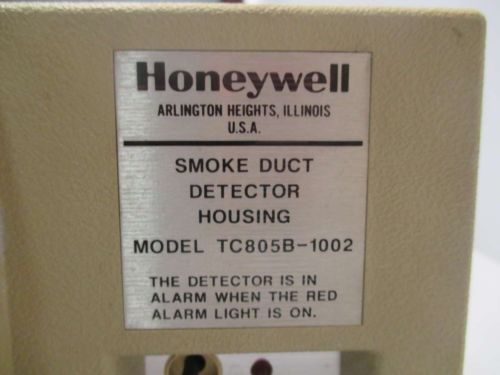 Honeywell
ARLINGTON HEIGHTS, ILLINOIS
U.S.A.
SMOKE DUCT
DETECTOR
HOUSING
MODEL TC805B-1002
THE DETECTOR IS IN
ALARM WHEN THE RED
ALARM LIGHT IS ON.